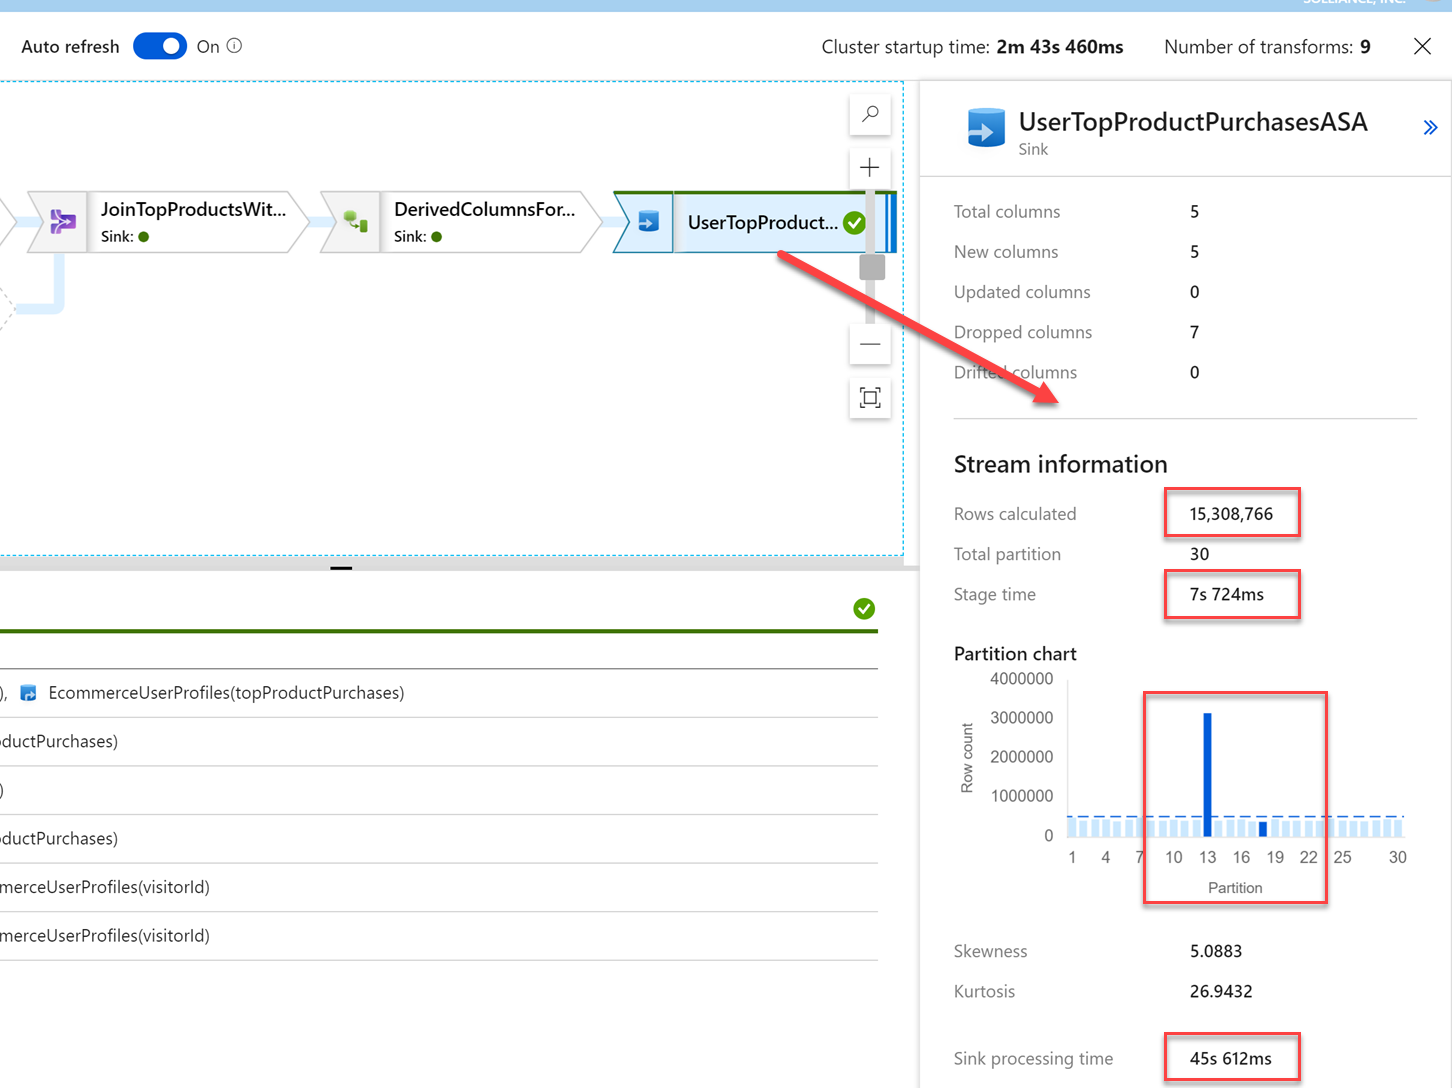 SOLLIANCE, INC.
Auto refresh On
Cluster startup time: 2m 43s 460ms Number of transforms: 9
JoinTopProductsWit...
Sink:
DerivedColumnsFor...
Sink:
UserTopProduct...
), EcommerceUserProfiles(topProductPurchases)
ductPurchases)
)
ductPurchases)
merceUserProfiles(visitorId)
merceUserProfiles(visitorId)
UserTopProductPurchasesASA
Sink
Total columns 5
New columns 5
Updated columns 0
Dropped columns 7
Drifted columns 0
Stream information
Rows calculated 15,308,766
Total partition 30
Stage time 7s 724ms
Partition chart
4000000
3000000
2000000
1000000
0
Row count
1 4 7 10 13 16 19 22 25 30
Partition
Skewness 5.0883
Kurtosis 26.9432
Sink processing time 45s 612ms